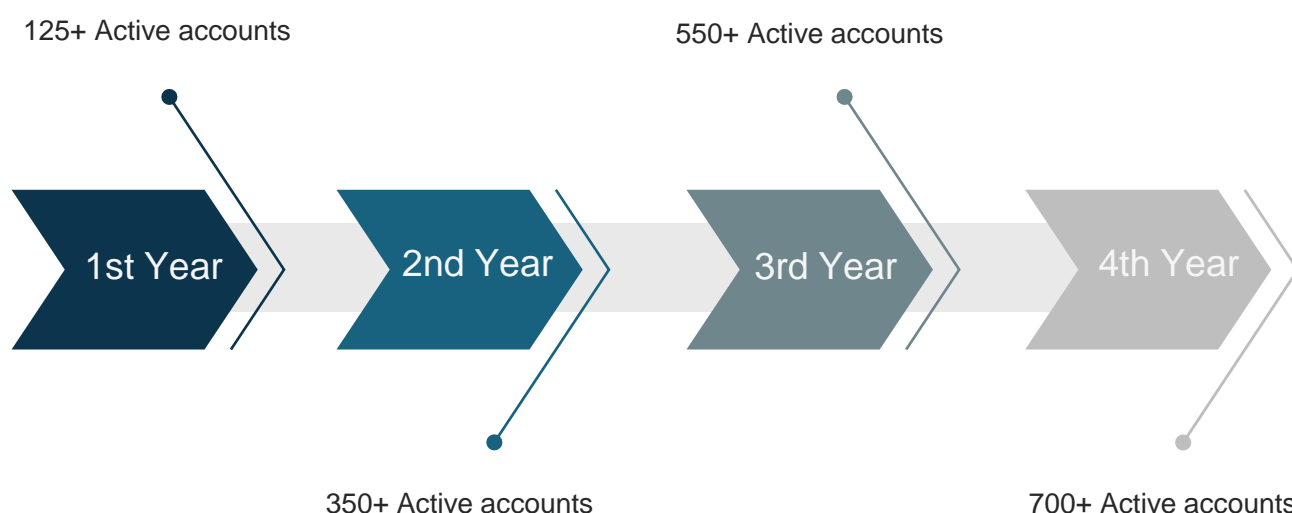 125+ Active accounts
550+ Active accounts
1st Year
2nd Year
3rd Year
4th Year
350+ Active accounts
700+ Active accounts